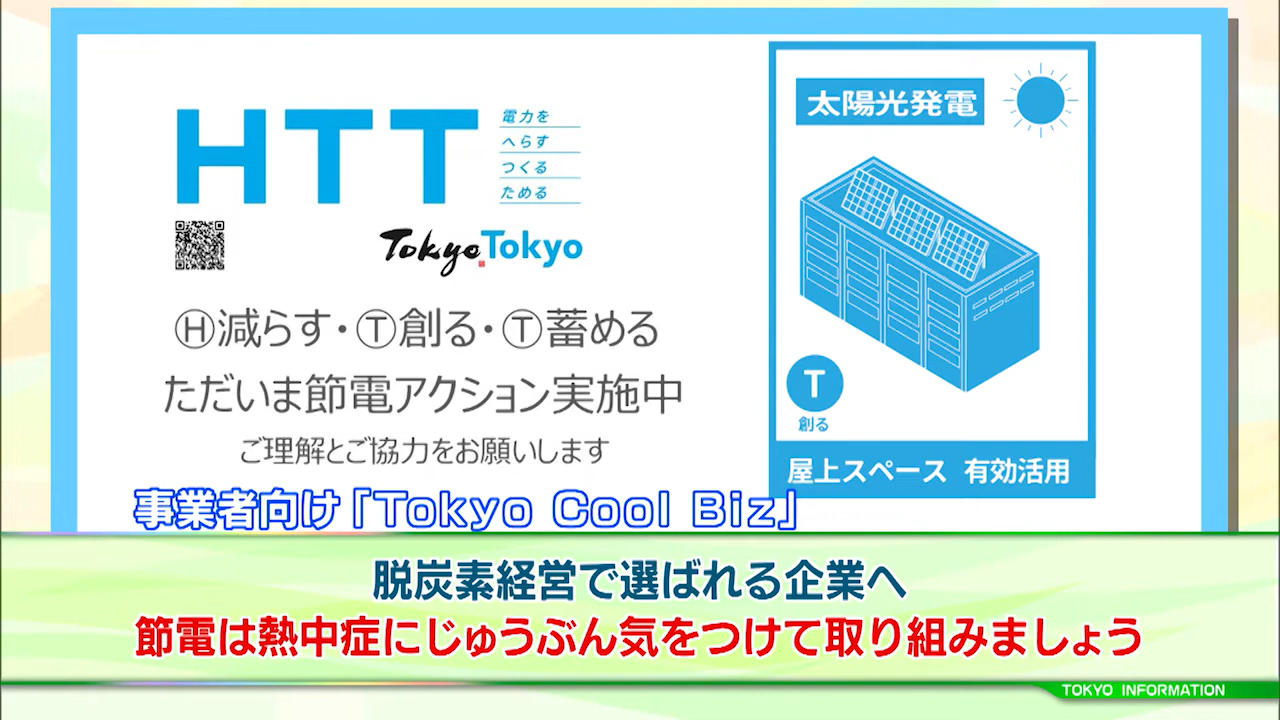 HTT
電力を
へらす
つくる
ためる
Tokyo Tokyo
Ⓗ減らす・Ⓣ創る・Ⓣ蓄める
ただいま節電アクション実施中
ご理解とご協力をお願いします
太陽光発電
T
創る
屋上スペース 有効活用
事業者向け「Tokyo Cool Biz」
脱炭素経営で選ばれる企業へ
節電は熱中症にじゅうぶん気をつけて取り組みましょう
TOKYO INFORMATION